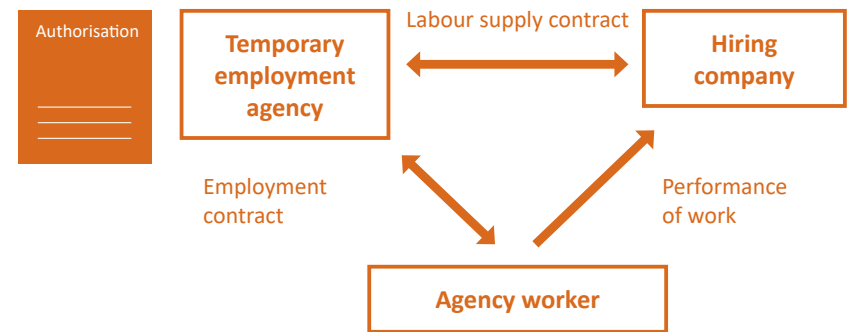 Authorisation
Temporary
employment
agency
Labour supply contract
Hiring
company
Employment
contract
Performance
of work
Agency worker